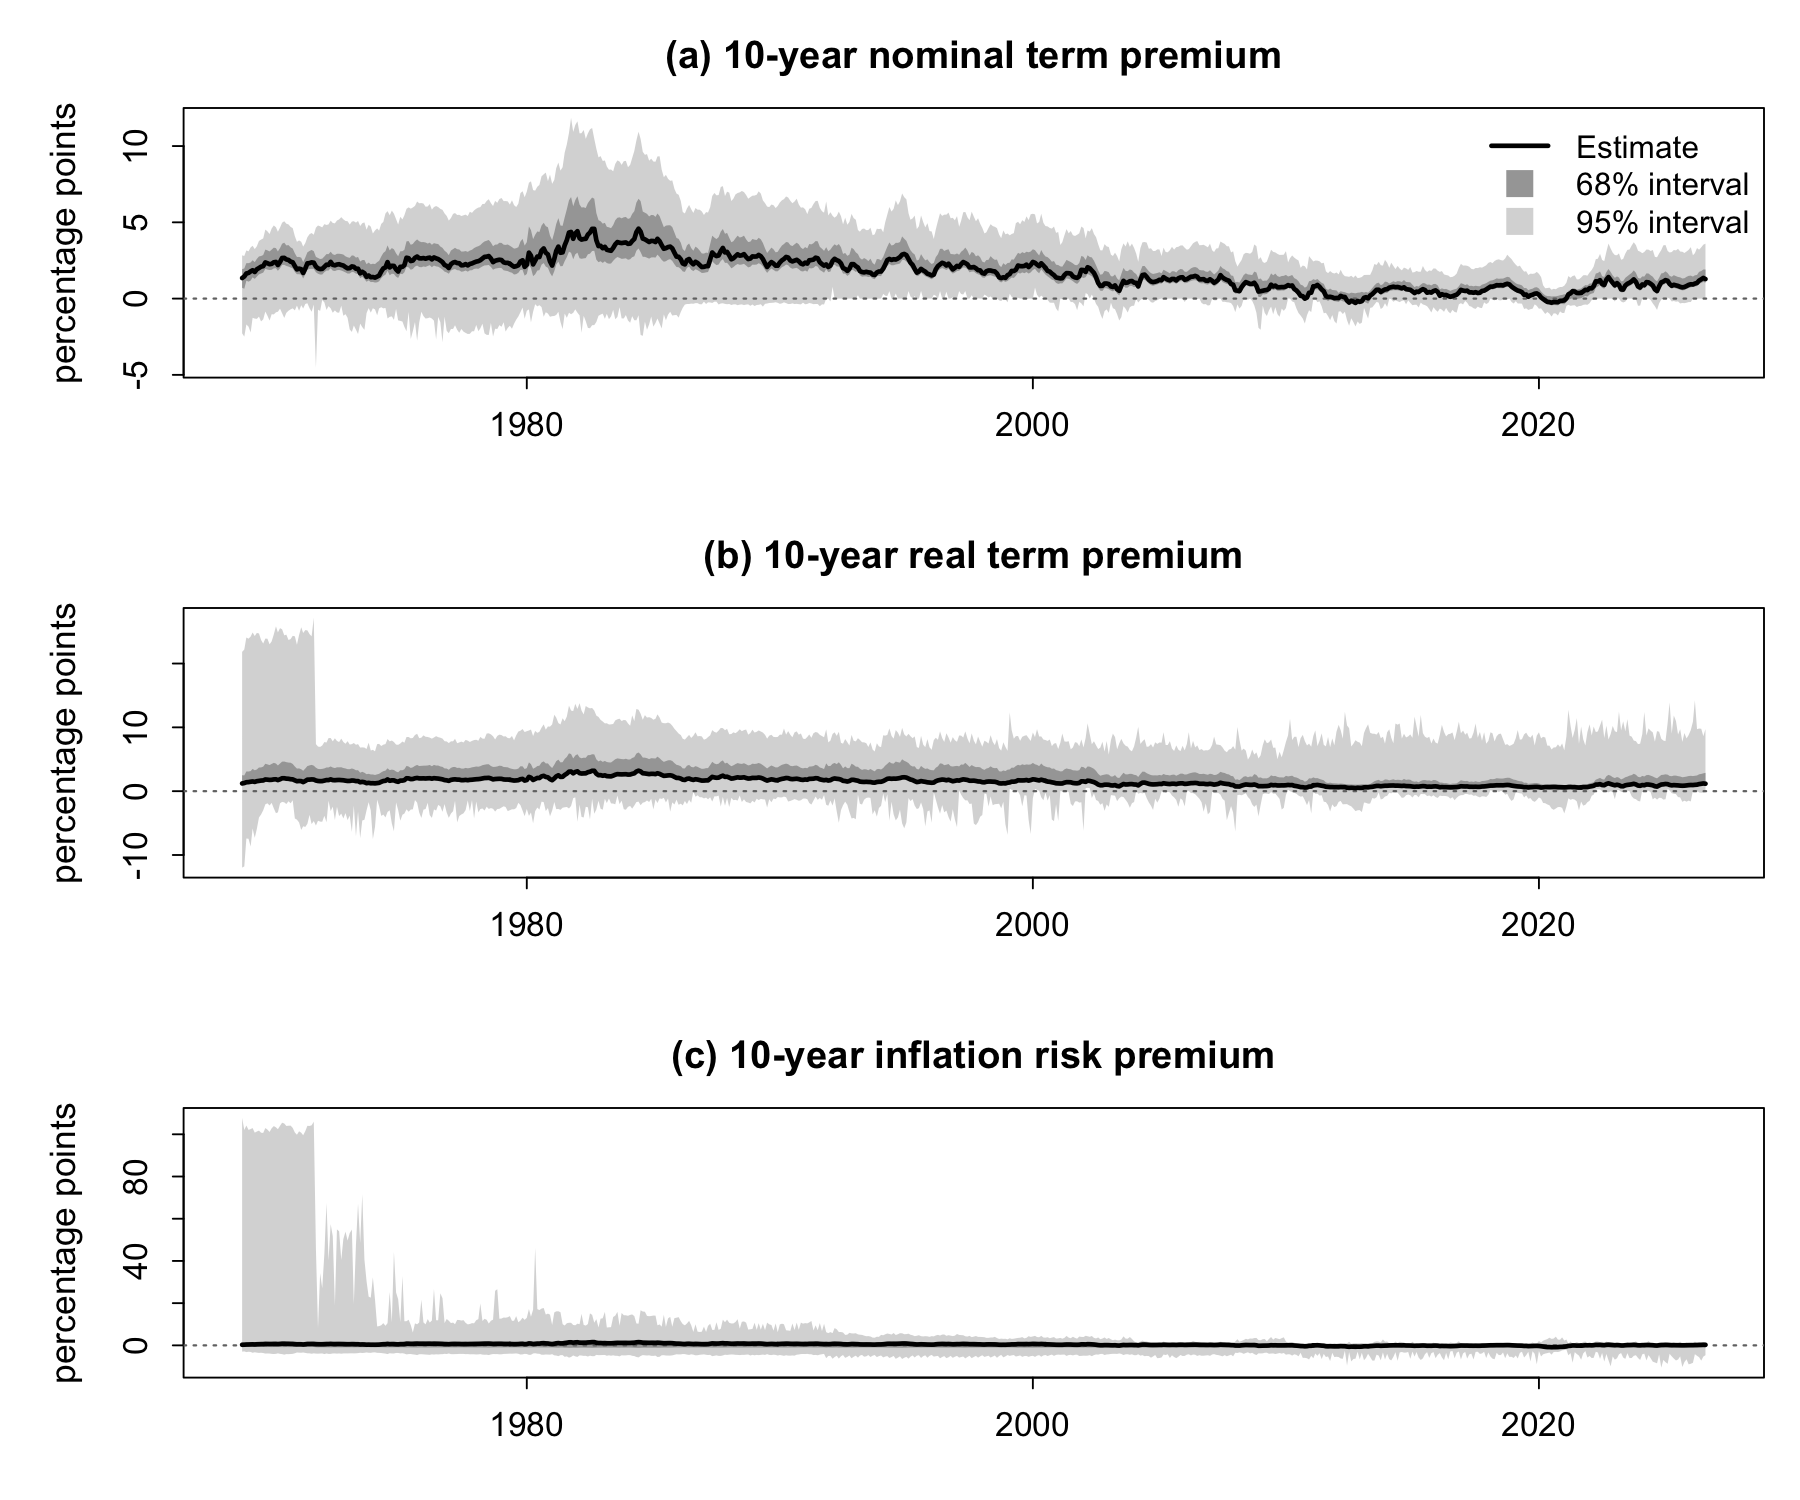 (a) 10-year nominal term premium
percentage points
10
5
0
-5
Estimate
68% interval
95% interval
1980
2000
2020
(b) 10-year real term premium
percentage points
10
0
-10
1980
2000
2020
(c) 10-year inflation risk premium
percentage points
80
40
0
1980
2000
2020